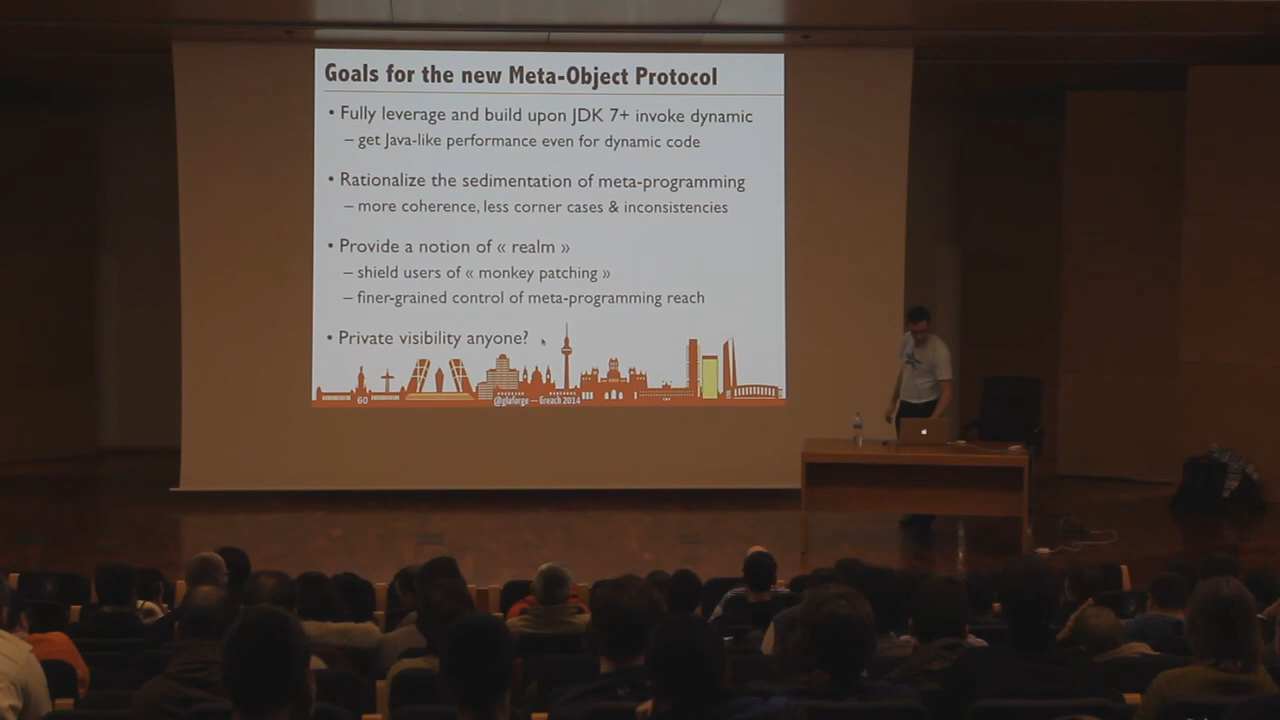 Goals for the new Meta-Object Protocol
• Fully leverage and build upon JDK 7+ invoke dynamic
– get Java-like performance even for dynamic code
• Rationalize the sedimentation of meta-programming
– more coherence, less corner cases & inconsistencies
• Provide a notion of « realm »
– shield users of « monkey patching »
– finer-grained control of meta-programming reach
• Private visibility anyone?
60
@glaforge — Greach 2014